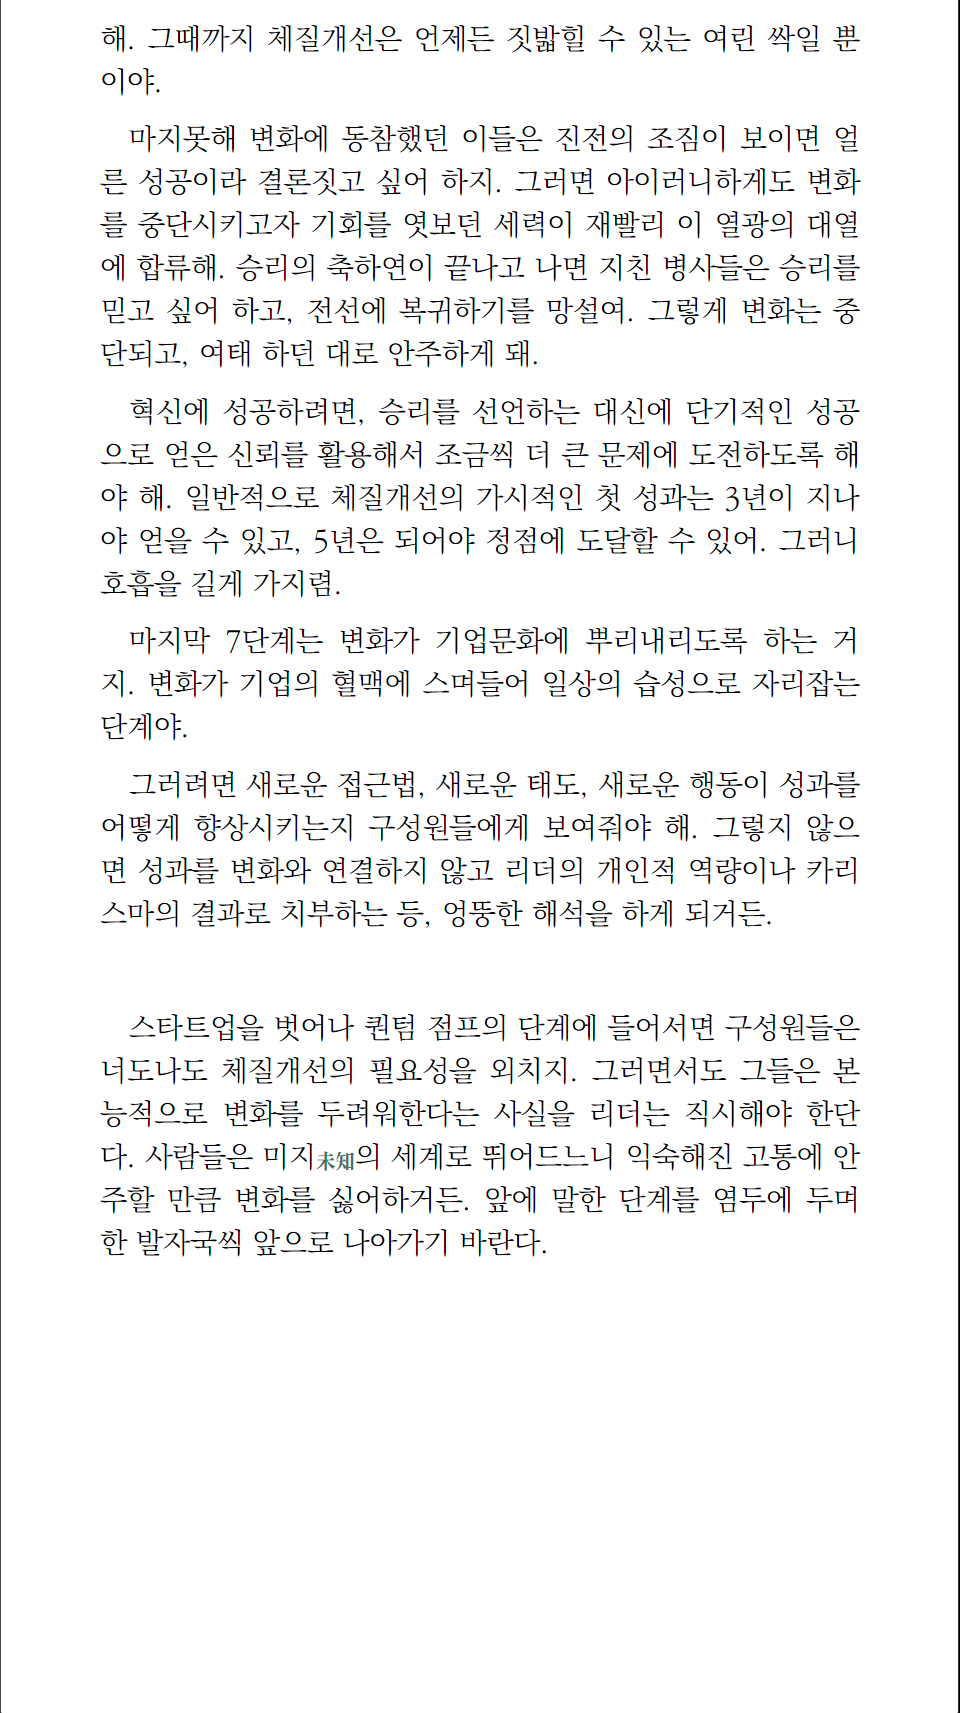 해. 그때까지 체질개선은 언제든 짓밟힐 수 있는 여린 싹일 뿐
이야.
마지못해 변화에 동참했던 이들은 진전의 조짐이 보이면 얼
른 성공이라 결론짓고 싶어 하지. 그러면 아이러니하게도 변화
를 중단시키고자 기회를 엿보던 세력이 재빨리 이 열광의 대열
에 합류해. 승리의 축하연이 끝나고 나면 지친 병사들은 승리를
믿고 싶어 하고, 전선에 복귀하기를 망설여. 그렇게 변화는 중
단되고, 여태 하던 대로 안주하게 돼.
혁신에 성공하려면, 승리를 선언하는 대신에 단기적인 성공
으로 얻은 신뢰를 활용해서 조금씩 더 큰 문제에 도전하도록 해
야 해. 일반적으로 체질개선의 가시적인 첫 성과는 3년이 지나
야 얻을 수 있고, 5년은 되어야 정점에 도달할 수 있어. 그러니
호흡을 길게 가지렴.
마지막 7단계는 변화가 기업문화에 뿌리내리도록 하는 거
지. 변화가 기업의 혈맥에 스며들어 일상의 습성으로 자리잡는
단계야.
그러려면 새로운 접근법, 새로운 태도, 새로운 행동이 성과를
어떻게 향상시키는지 구성원들에게 보여줘야 해. 그렇지 않으
면 성과를 변화와 연결하지 않고 리더의 개인적 역량이나 카리
스마의 결과로 치부하는 등, 엉뚱한 해석을 하게 되거든.
스타트업을 벗어나 퀀텀 점프의 단계에 들어서면 구성원들은
너도나도 체질개선의 필요성을 외치지. 그러면서도 그들은 본
능적으로 변화를 두려워한다는 사실을 리더는 직시해야 한단
다. 사람들은 미지未知의 세계로 뛰어드느니 익숙해진 고통에 안
주할 만큼 변화를 싫어하거든. 앞에 말한 단계를 염두에 두며
한 발자국씩 앞으로 나아가기 바란다.